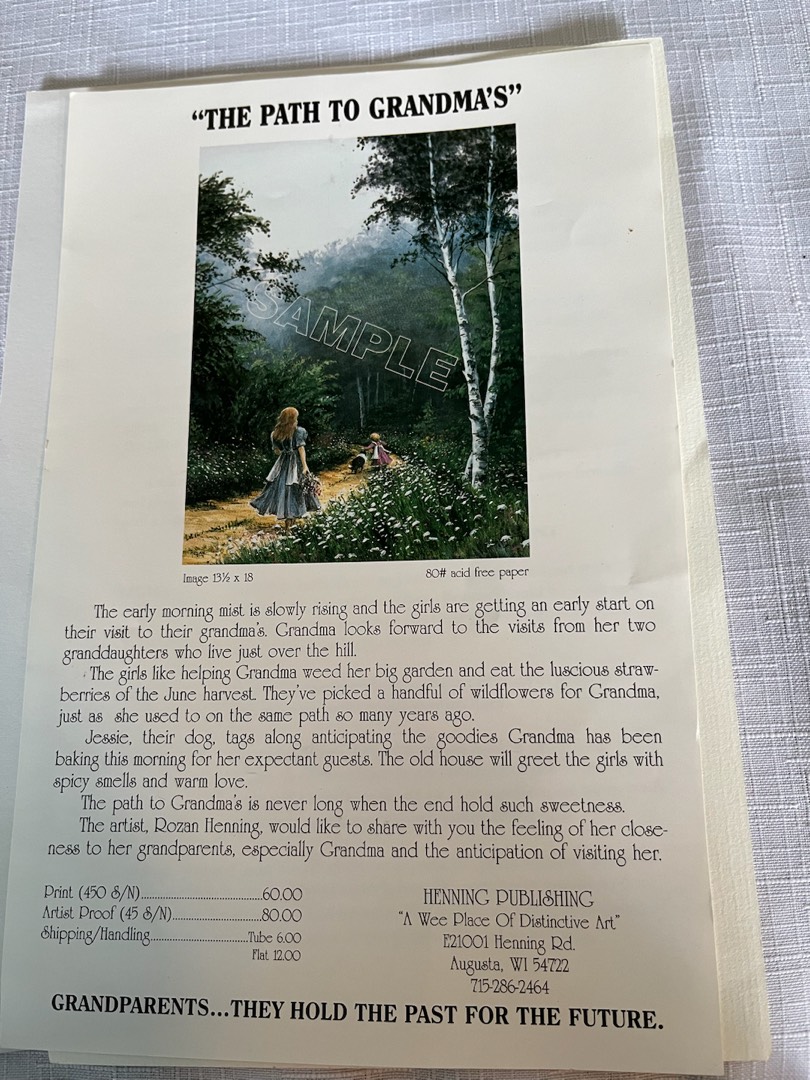 "THE PATH TO GRANDMA'S"
SAMPLE
Image 13½ x 18 80# acid free paper
The early morning mist is slowly rising and the girls are getting an early start on
their visit to their grandma's. Grandma looks forward to the visits from her two
granddaughters who live just over the hill.
The girls like helping Grandma weed her big garden and eat the luscious straw-
berries of the June harvest. They've picked a handful of wildflowers for Grandma,
just as she used to on the same path so many years ago.
Jessie, their dog, tags along anticipating the goodies Grandma has been
baking this morning for her expectant guests. The old house will greet the girls with
spicy smells and warm love.
The path to Grandma's is never long when the end hold such sweetness.
The artist, Rozan Henning, would like to share with you the feeling of her close-
ness to her grandparents, especially Grandma and the anticipation of visiting her.
Print (450 S/N)..................................60.00
Artist Proof (45 S/N).........................80.00
Shipping/Handling...........................Tube 6.00
Flat 12.00
HENNING PUBLISHING
"A Wee Place Of Distinctive Art"
E21001 Henning Rd.
Augusta, WI 54722
715-286-2464
GRANDPARENTS...THEY HOLD THE PAST FOR THE FUTURE.